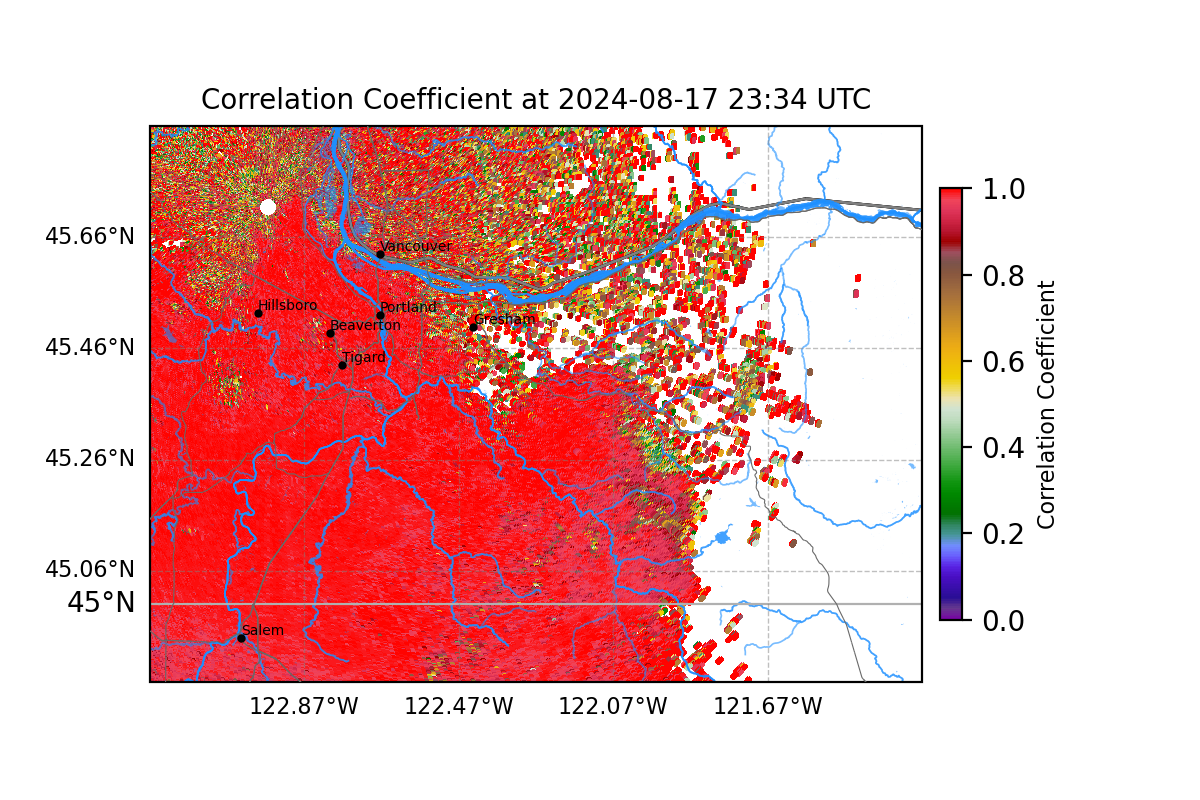 Correlation Coefficient at 2024-08-17 23:34 UTC
1.0
45.66°N
Vancouver
0.8
Hillsboro
Portland
Beaverton
Gresham
45.46°N
Tigard
0.6
Correlation Coefficient
45.26°N
0.4
0.2
45.06°N
45°N
0.0
Salem
122.87°W 122.47°W 122.07°W 121.67°W